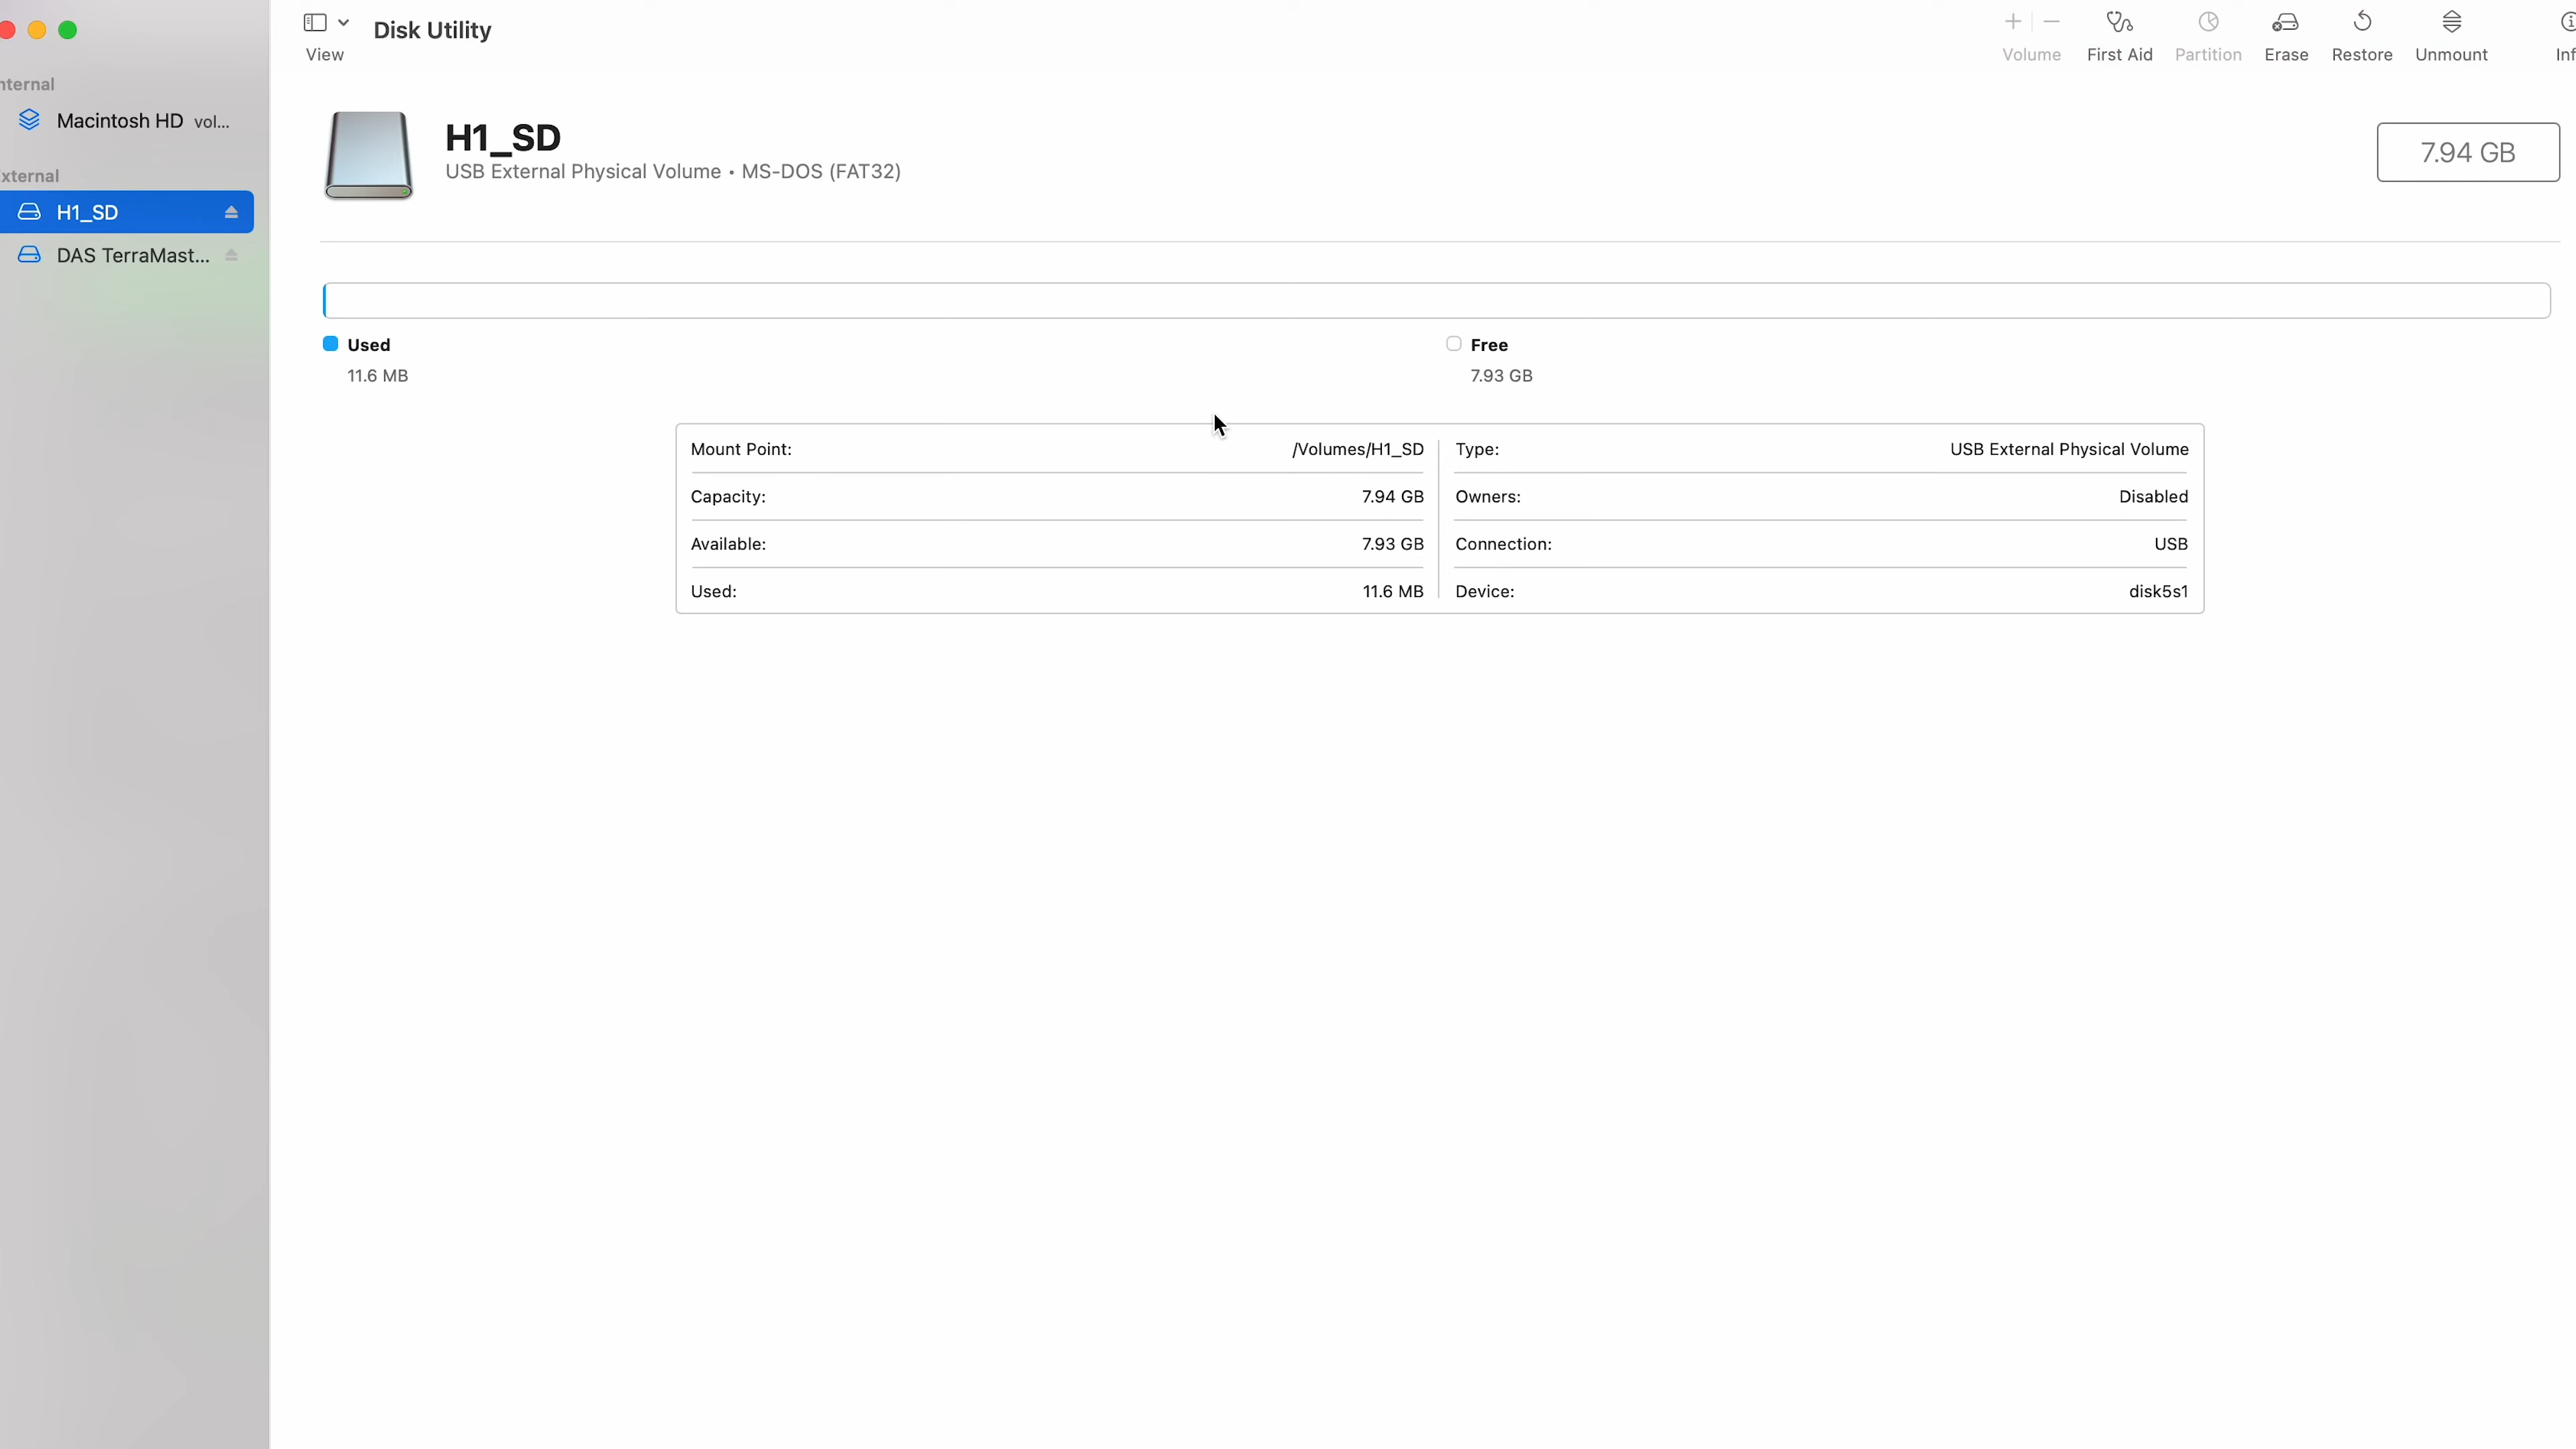 Disk Utility
View
Volume
First Aid
Partition
Erase
Restore
Unmount
Inf
nternal
Macintosh HD vol...
xternal
H1_SD
DAS TerraMast...
H1_SD
USB External Physical Volume • MS-DOS (FAT32)
7.94 GB
Used
11.6 MB
Free
7.93 GB
Mount Point: /Volumes/H1_SD
Capacity: 7.94 GB
Available: 7.93 GB
Used: 11.6 MB
Type: USB External Physical Volume
Owners: Disabled
Connection: USB
Device: disk5s1